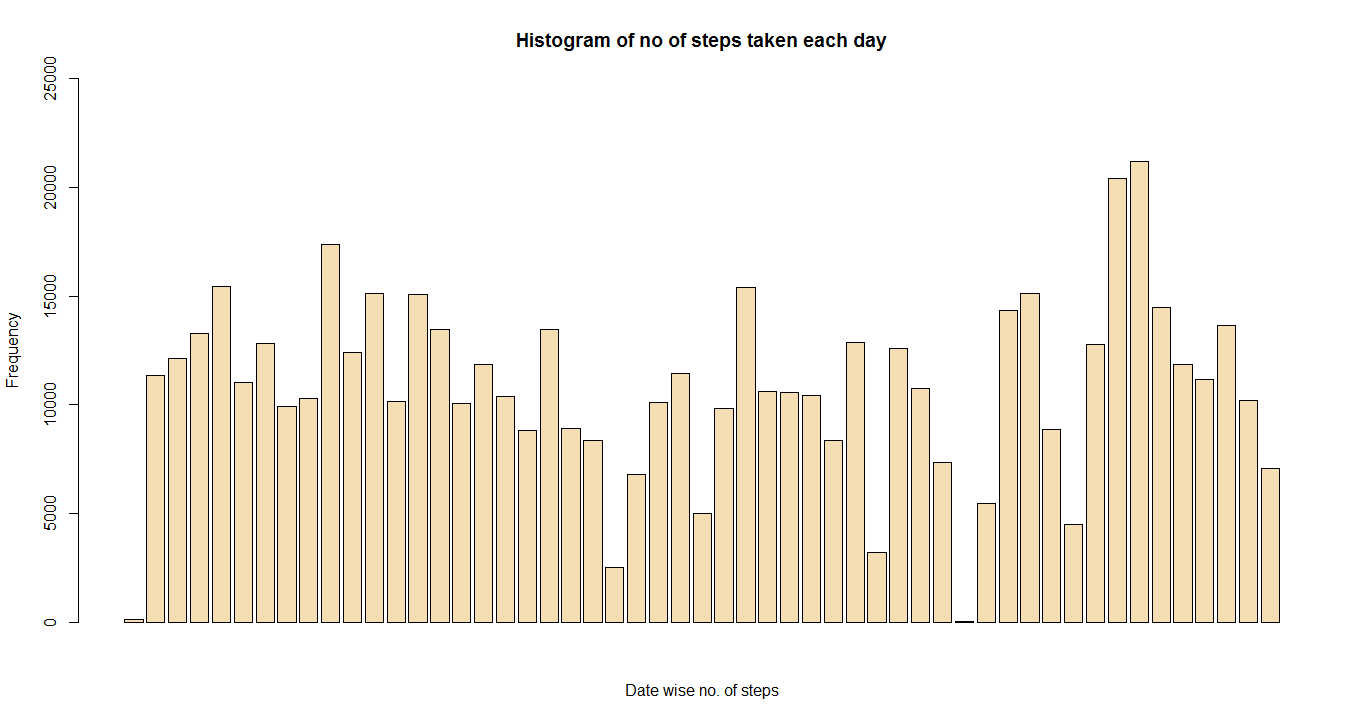 Histogram of no of steps taken each day
Frequency
25000
20000
15000
10000
5000
0
Date wise no. of steps